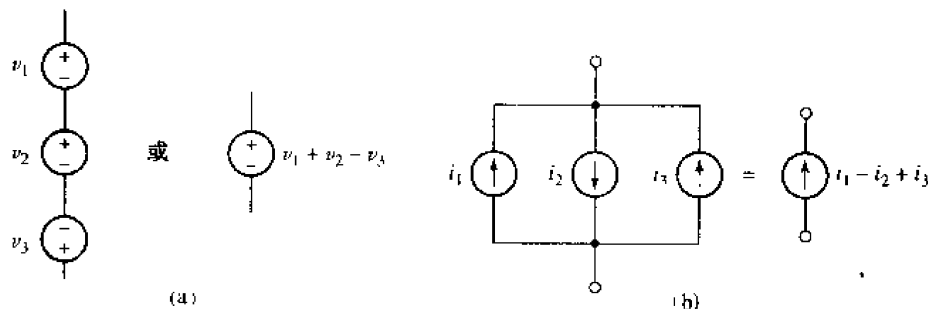 v₁
v₂
v₃
或
v₁ + v₂ − v₃
(a)
i₁
i₂
i₃
=
i₁ − i₂ + i₃
(b)